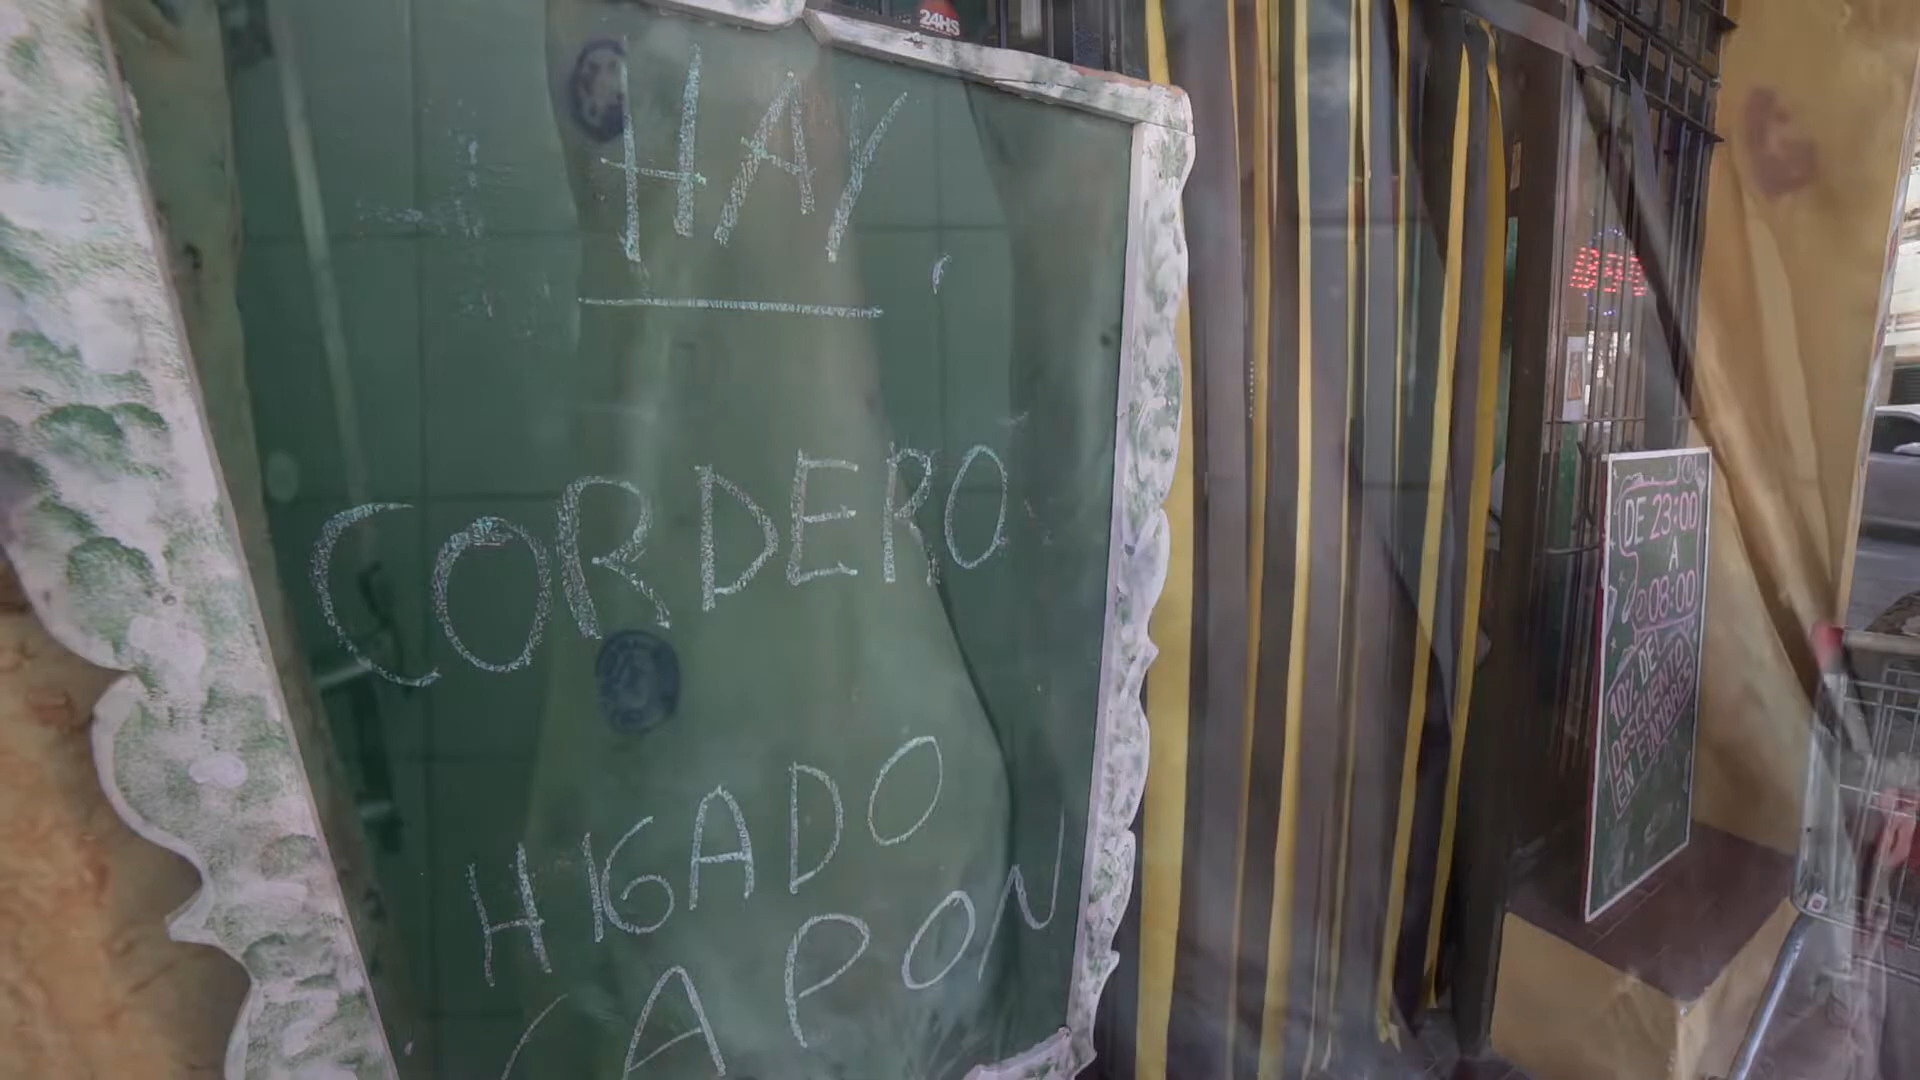 24HS
HAY
CORDERO
HIGADO
CAPON
DE 23:00
A
08:00
10% DE
DESCUENTO
EN FIAMBRES